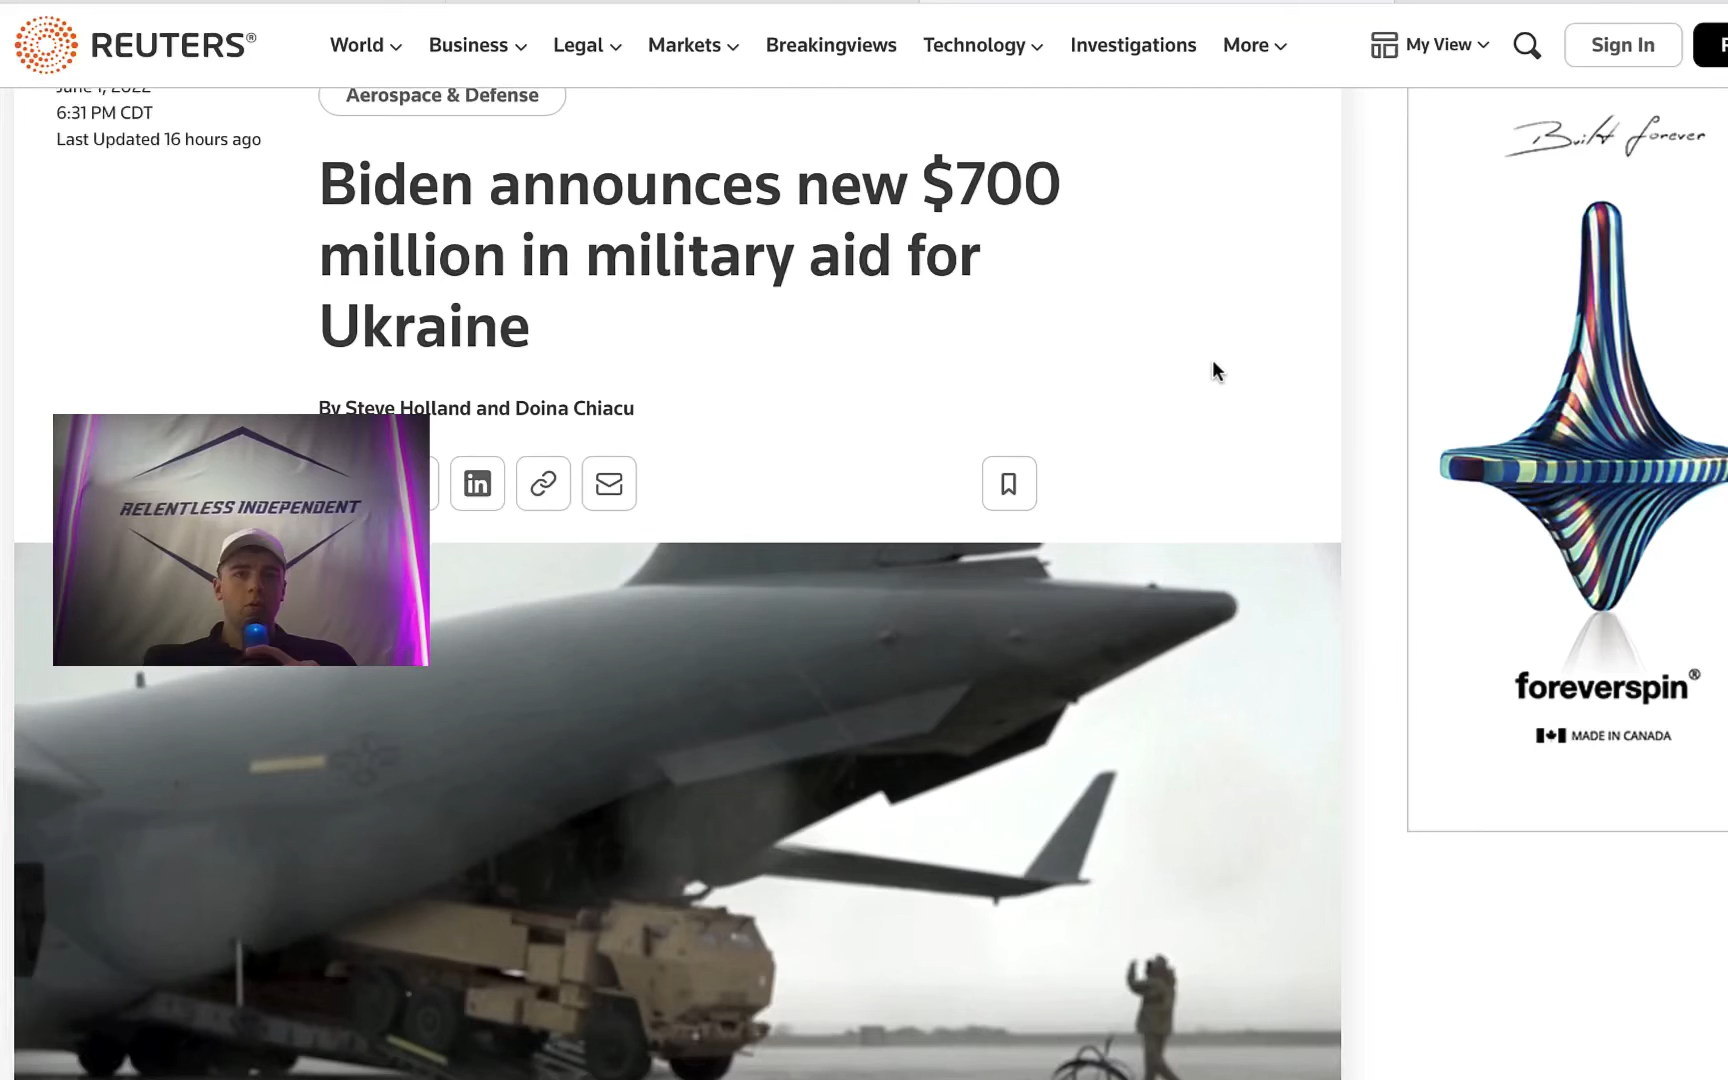 REUTERS®
World
Business
Legal
Markets
Breakingviews
Technology
Investigations
More
My View
Sign In
June 1, 2022
6:31 PM CDT
Last Updated 16 hours ago
Aerospace & Defense
Biden announces new $700
million in military aid for
Ukraine
By Steve Holland and Doina Chiacu
in
RELENTLESS INDEPENDENT
Built forever
foreverspin®
MADE IN CANADA